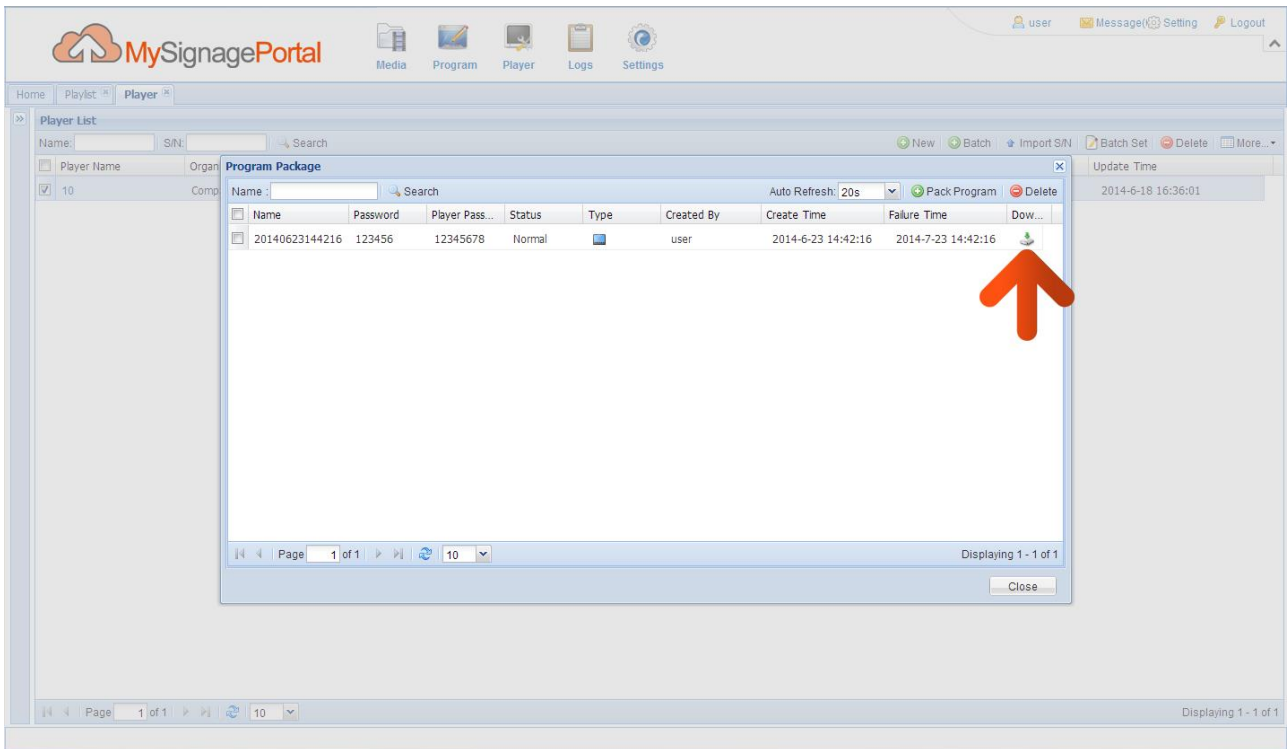 user Message( Setting Logout
MySignagePortal
Media Program Player Logs Settings
Home Playlist Player
Player List
Name: S/N: Search New Batch Import S/N Batch Set Delete More...
Player Name Organ Update Time
10 Comp 2014-6-18 16:36:01
Program Package
Name : Search Auto Refresh: 20s Pack Program Delete
Name Password Player Pass... Status Type Created By Create Time Failure Time Dow...
20140623144216 123456 12345678 Normal user 2014-6-23 14:42:16 2014-7-23 14:42:16
Page 1 of 1 10 Displaying 1 - 1 of 1
Close
Page 1 of 1 10 Displaying 1 - 1 of 1